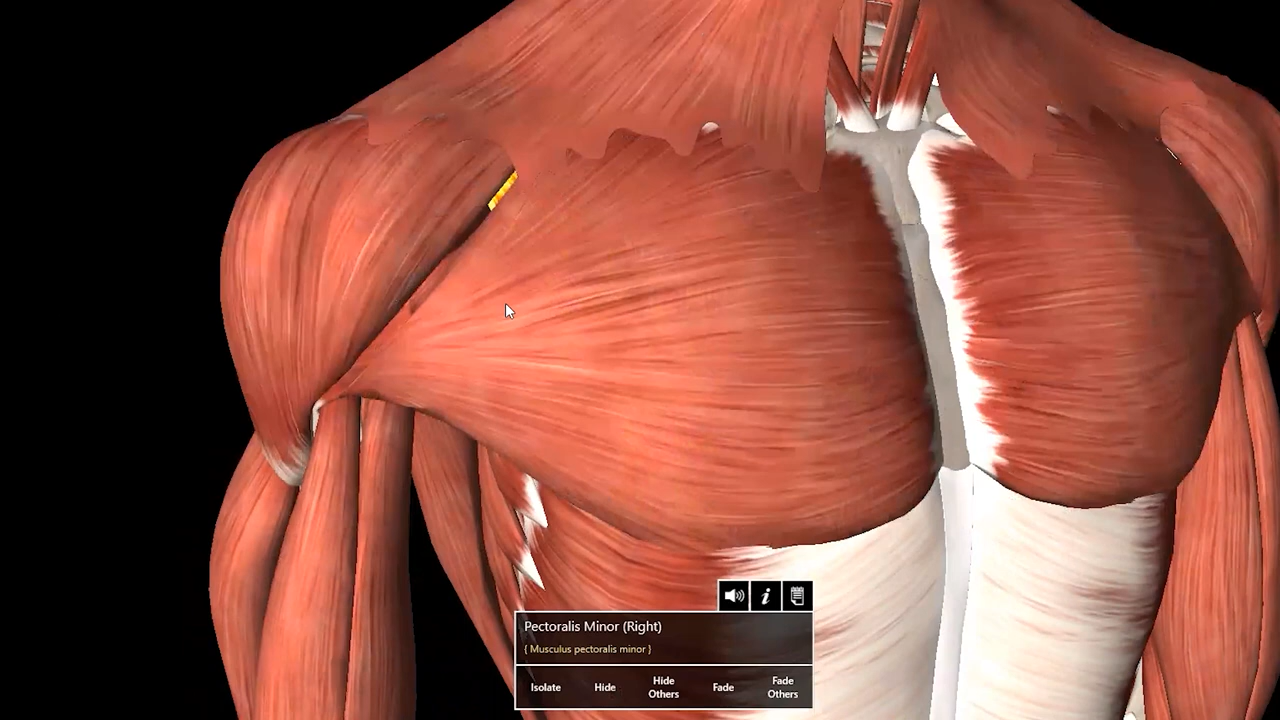 Pectoralis Minor (Right)
{ Musculus pectoralis minor }
Isolate
Hide
Hide
Others
Fade
Fade
Others